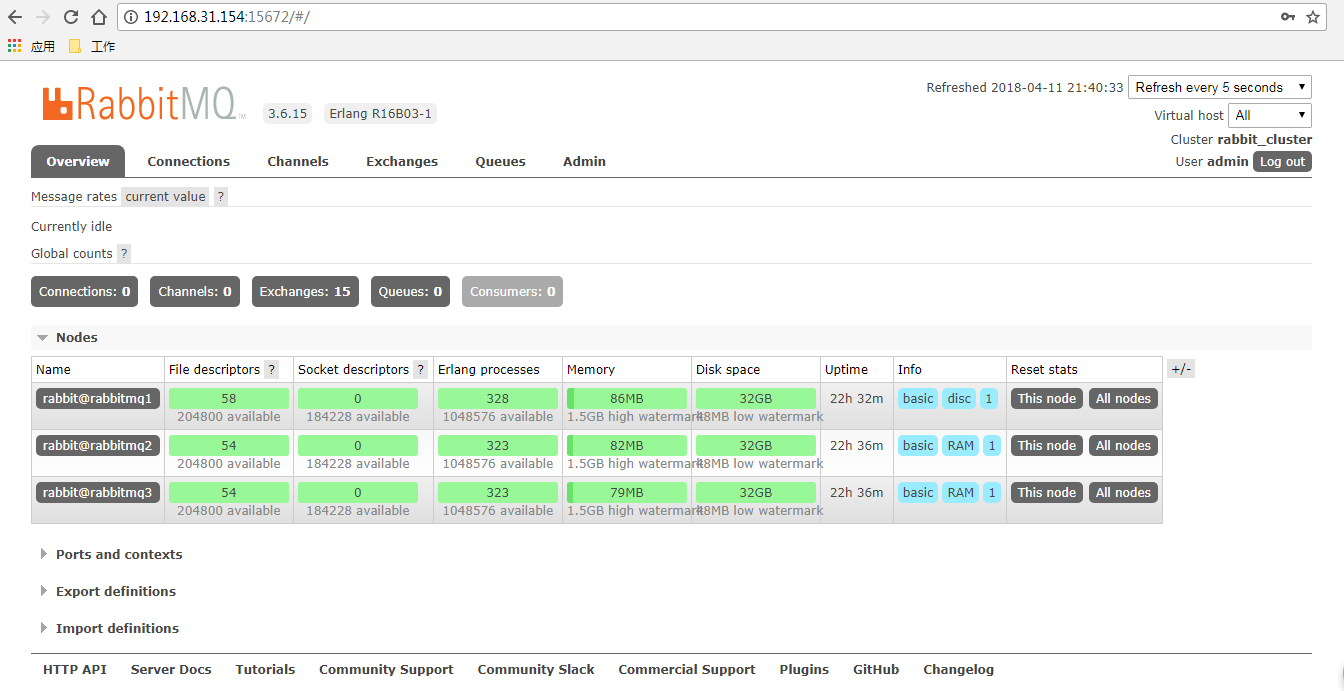 192.168.31.154:15672/#/
应用 工作
RabbitMQ TM 3.6.15 Erlang R16B03-1
Refreshed 2018-04-11 21:40:33 Refresh every 5 seconds
Virtual host All
Cluster rabbit_cluster
User admin Log out
Overview Connections Channels Exchanges Queues Admin
Message rates current value ?
Currently idle
Global counts ?
Connections: 0 Channels: 0 Exchanges: 15 Queues: 0 Consumers: 0
Nodes
Name File descriptors ? Socket descriptors ? Erlang processes Memory Disk space Uptime Info Reset stats +/-
rabbit@rabbitmq1 58 0 328 86MB 32GB 22h 32m basic disc 1 This node All nodes
204800 available 184228 available 1048576 available 1.5GB high watermark 48MB low watermark
rabbit@rabbitmq2 54 0 323 82MB 32GB 22h 36m basic RAM 1 This node All nodes
204800 available 184228 available 1048576 available 1.5GB high watermark 48MB low watermark
rabbit@rabbitmq3 54 0 323 79MB 32GB 22h 36m basic RAM 1 This node All nodes
204800 available 184228 available 1048576 available 1.5GB high watermark 48MB low watermark
Ports and contexts
Export definitions
Import definitions
HTTP API Server Docs Tutorials Community Support Community Slack Commercial Support Plugins GitHub Changelog